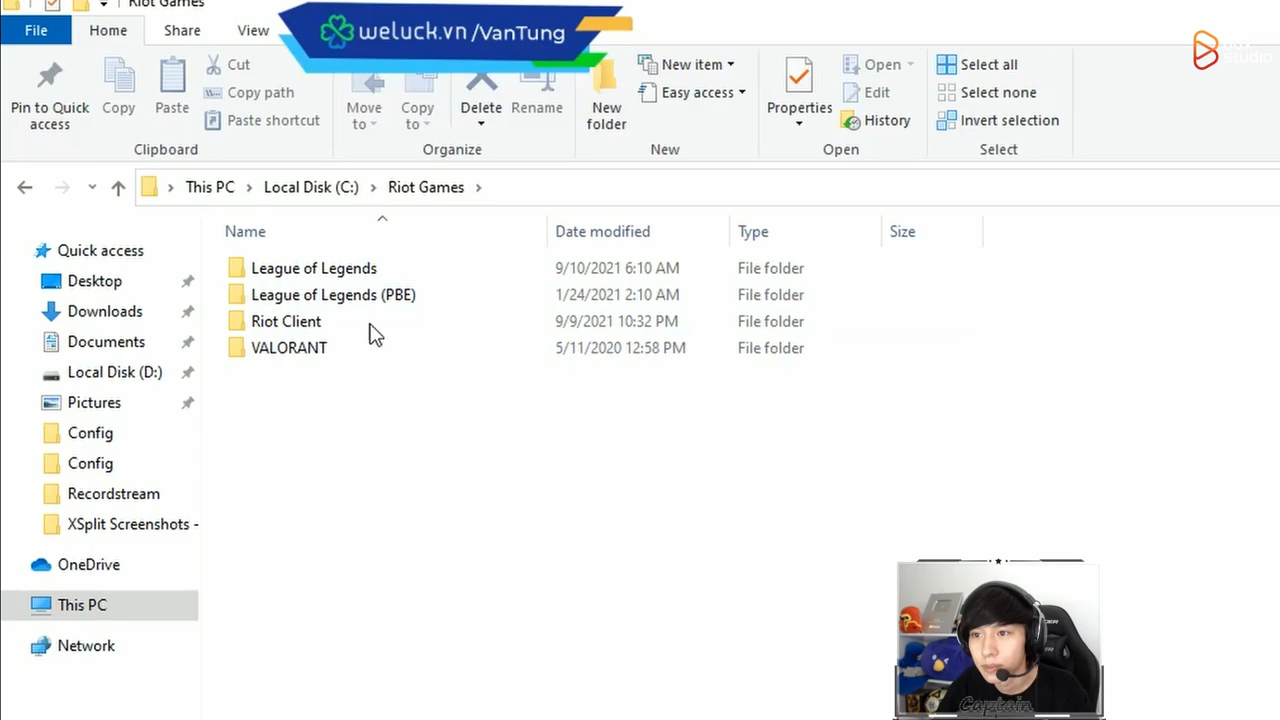 Riot Games
File
Home
Share
View
weluck.vn/VanTung
Pin to Quick access
Copy
Paste
Cut
Copy path
Paste shortcut
Clipboard
Move to
Copy to
Delete
Rename
Organize
New folder
New item
Easy access
New
Properties
Open
Edit
History
Open
Select all
Select none
Invert selection
Select
This PC
Local Disk (C:)
Riot Games
Name
Date modified
Type
Size
League of Legends 9/10/2021 6:10 AM File folder
League of Legends (PBE) 1/24/2021 2:10 AM File folder
Riot Client 9/9/2021 10:32 PM File folder
VALORANT 5/11/2020 12:58 PM File folder
Quick access
Desktop
Downloads
Documents
Local Disk (D:)
Pictures
Config
Config
Recordstream
XSplit Screenshots -
OneDrive
This PC
Network
Captain